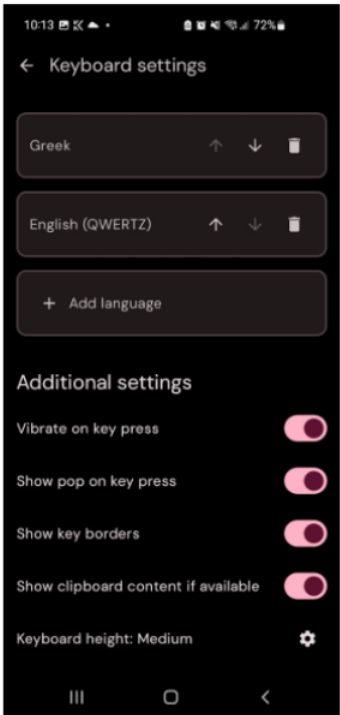 10:13 72%
Keyboard settings
Greek
English (QWERTZ)
+ Add language
Additional settings
Vibrate on key press
Show pop on key press
Show key borders
Show clipboard content if available
Keyboard height: Medium